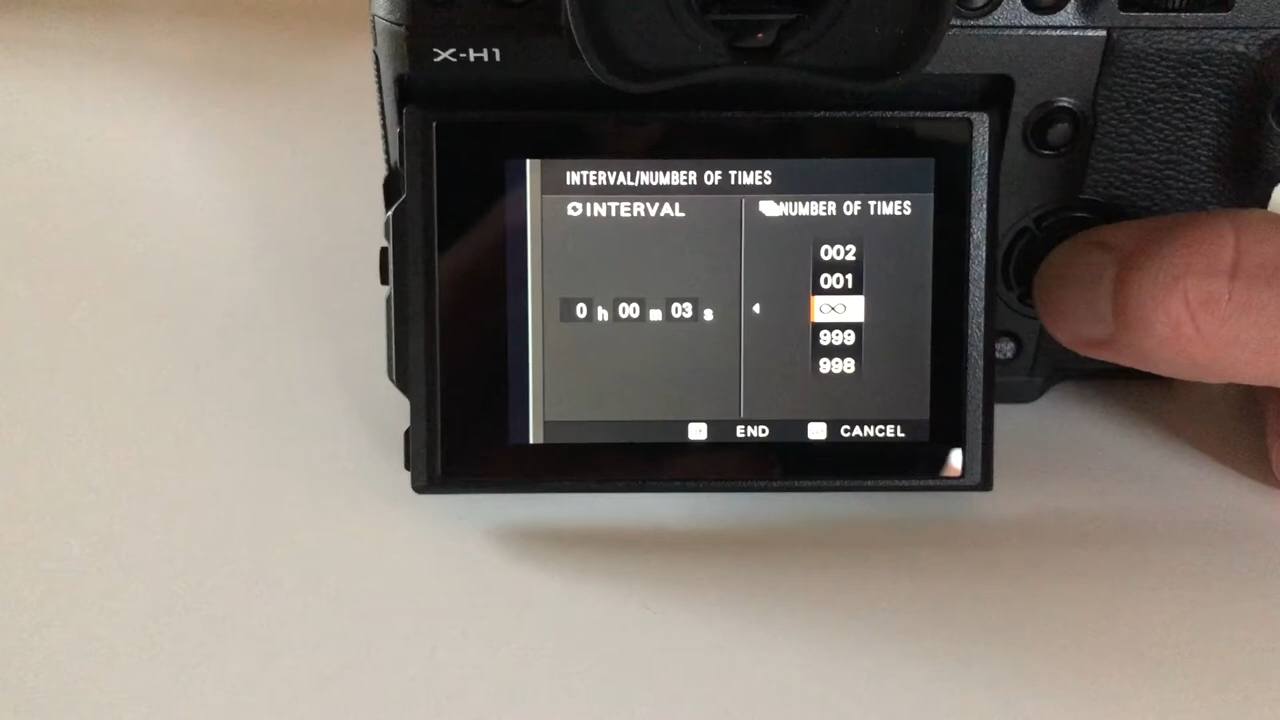 X-H1
INTERVAL/NUMBER OF TIMES
INTERVAL
0 h 00 m 03 s
NUMBER OF TIMES
002
001
∞
999
998
END
CANCEL